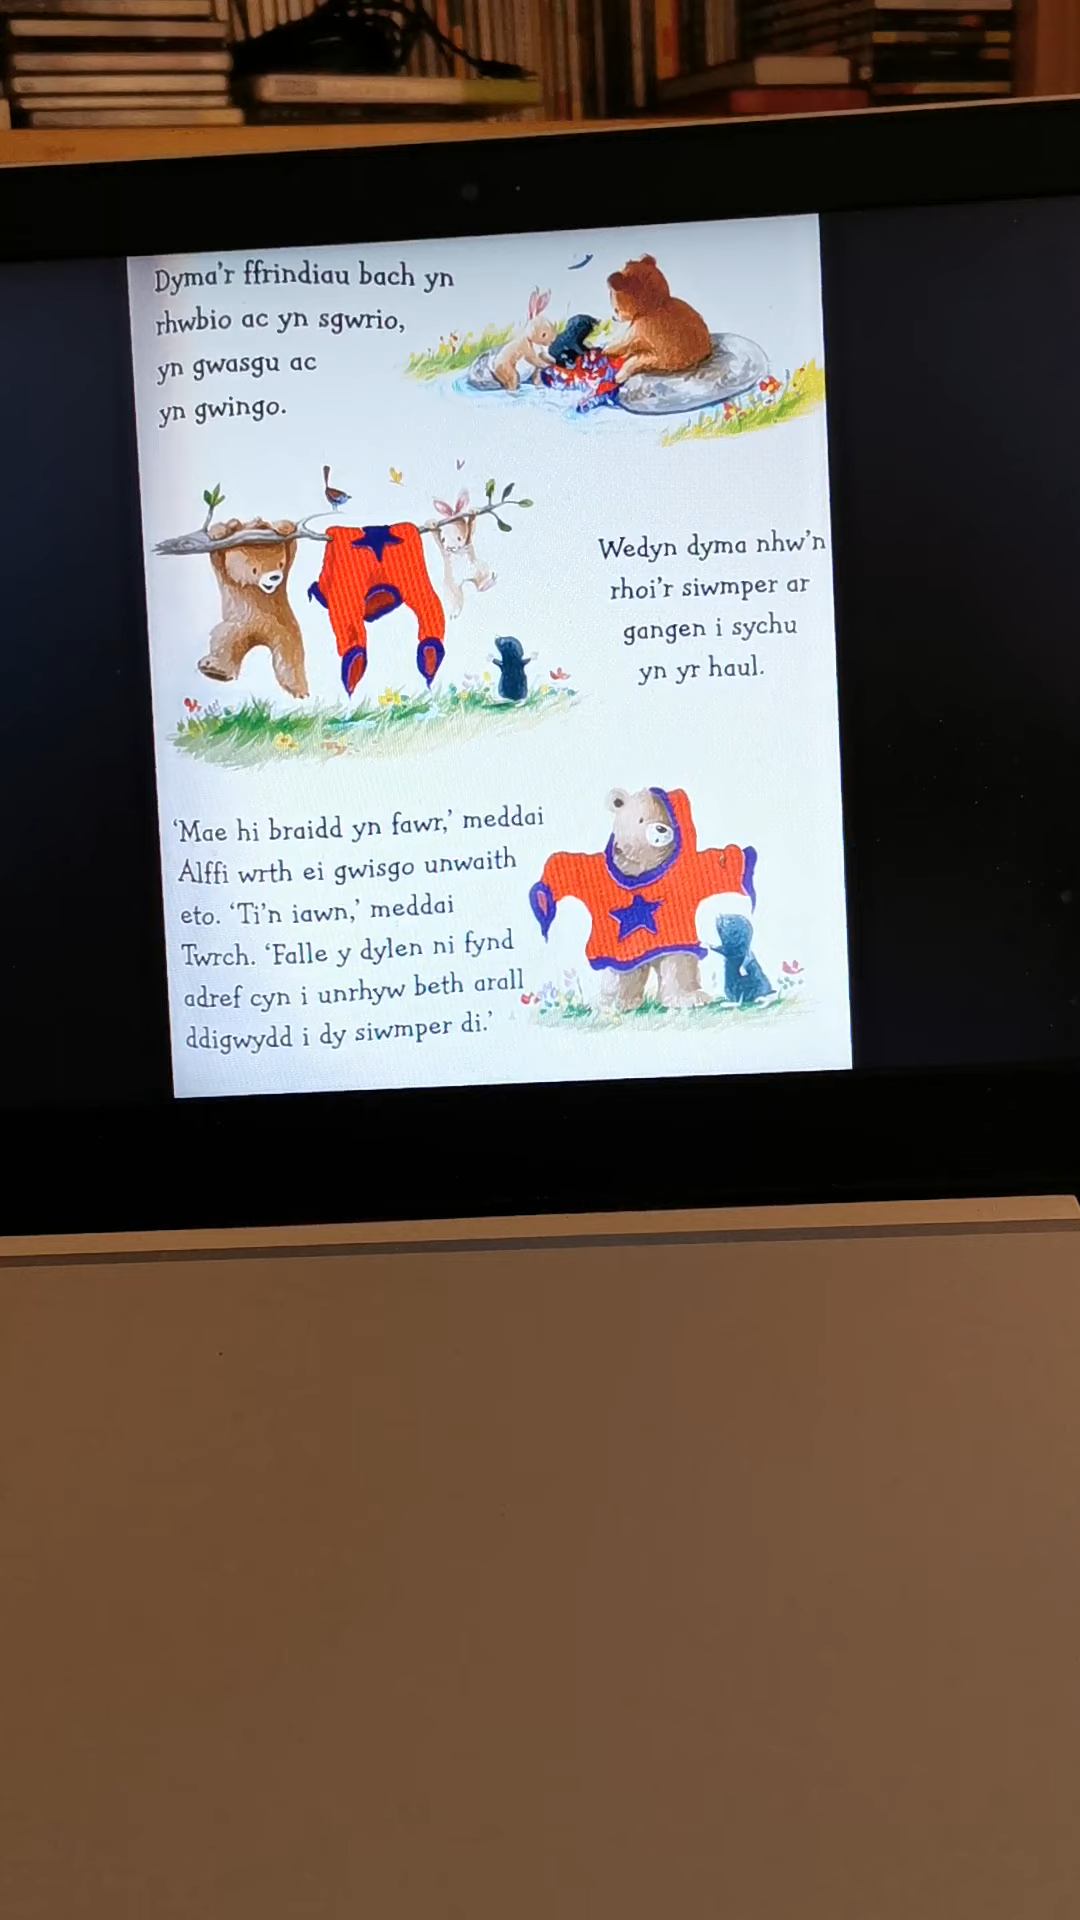 Dyma'r ffrindiau bach yn
rhwbio ac yn sgwrio,
yn gwasgu ac
yn gwingo.
Wedyn dyma nhw'n
rhoi'r siwmper ar
gangen i sychu
yn yr haul.
‘Mae hi braidd yn fawr,’ meddai
Alffi wrth ei gwisgo unwaith
eto. ‘Ti'n iawn,’ meddai
Twrch. ‘Falle y dylen ni fynd
adref cyn i unrhyw beth arall
ddigwydd i dy siwmper di.’